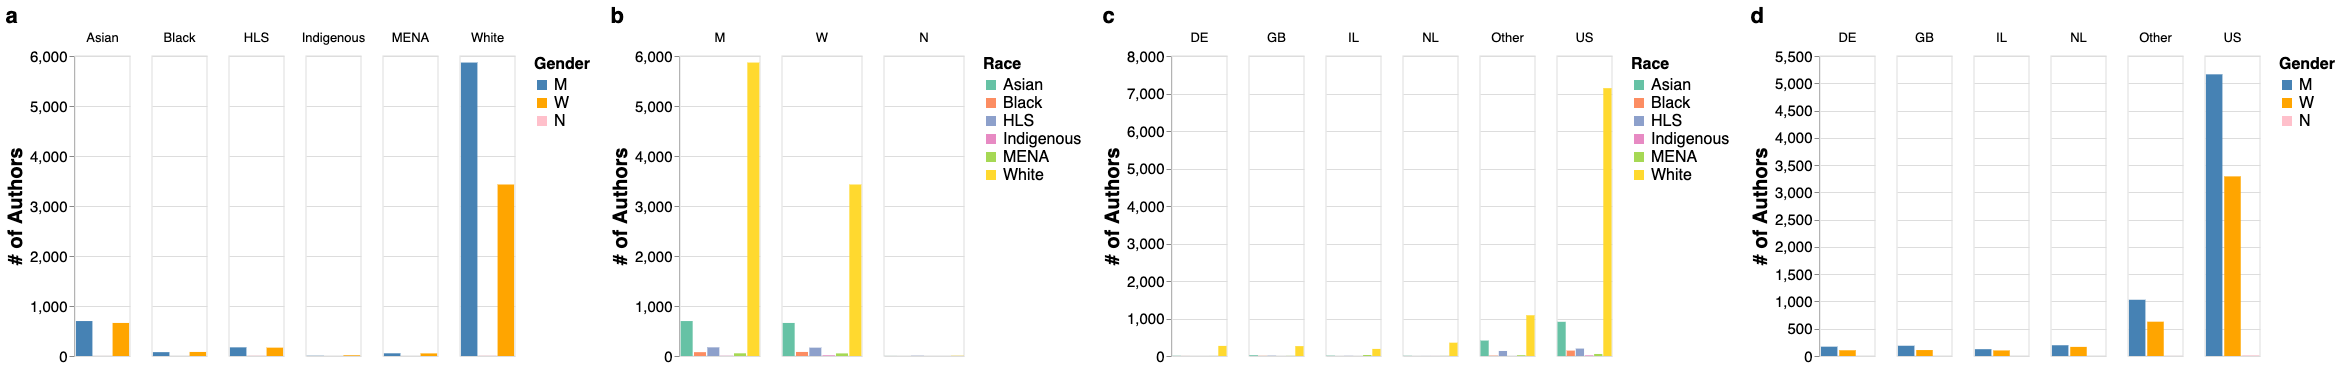 a
Asian Black HLS Indigenous MENA White
# of Authors
6,000
5,000
4,000
3,000
2,000
1,000
0
Gender
M
W
N
b
M W N
# of Authors
6,000
5,000
4,000
3,000
2,000
1,000
0
Race
Asian
Black
HLS
Indigenous
MENA
White
c
DE GB IL NL Other US
# of Authors
8,000
7,000
6,000
5,000
4,000
3,000
2,000
1,000
0
Race
Asian
Black
HLS
Indigenous
MENA
White
d
DE GB IL NL Other US
# of Authors
5,500
5,000
4,500
4,000
3,500
3,000
2,500
2,000
1,500
1,000
500
0
Gender
M
W
N